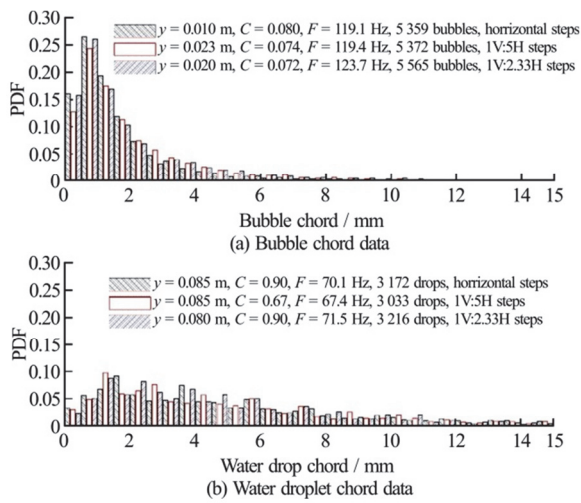 0.30
0.25
0.20
0.15
0.10
0.05
0
PDF
y = 0.010 m, C = 0.080, F = 119.1 Hz, 5 359 bubbles, horrizontal steps
y = 0.023 m, C = 0.074, F = 119.4 Hz, 5 372 bubbles, 1V:5H steps
y = 0.020 m, C = 0.072, F = 123.7 Hz, 5 565 bubbles, 1V:2.33H steps
0 2 4 6 8 10 12 14 15
Bubble chord / mm
(a) Bubble chord data
0.30
0.25
0.20
0.15
0.10
0.05
0
PDF
y = 0.085 m, C = 0.90, F = 70.1 Hz, 3 172 drops, horrizontal steps
y = 0.085 m, C = 0.67, F = 67.4 Hz, 3 033 drops, 1V:5H steps
y = 0.080 m, C = 0.90, F = 71.5 Hz, 3 216 drops, 1V:2.33H steps
0 2 4 6 8 10 12 14 15
Water drop chord / mm
(b) Water droplet chord data